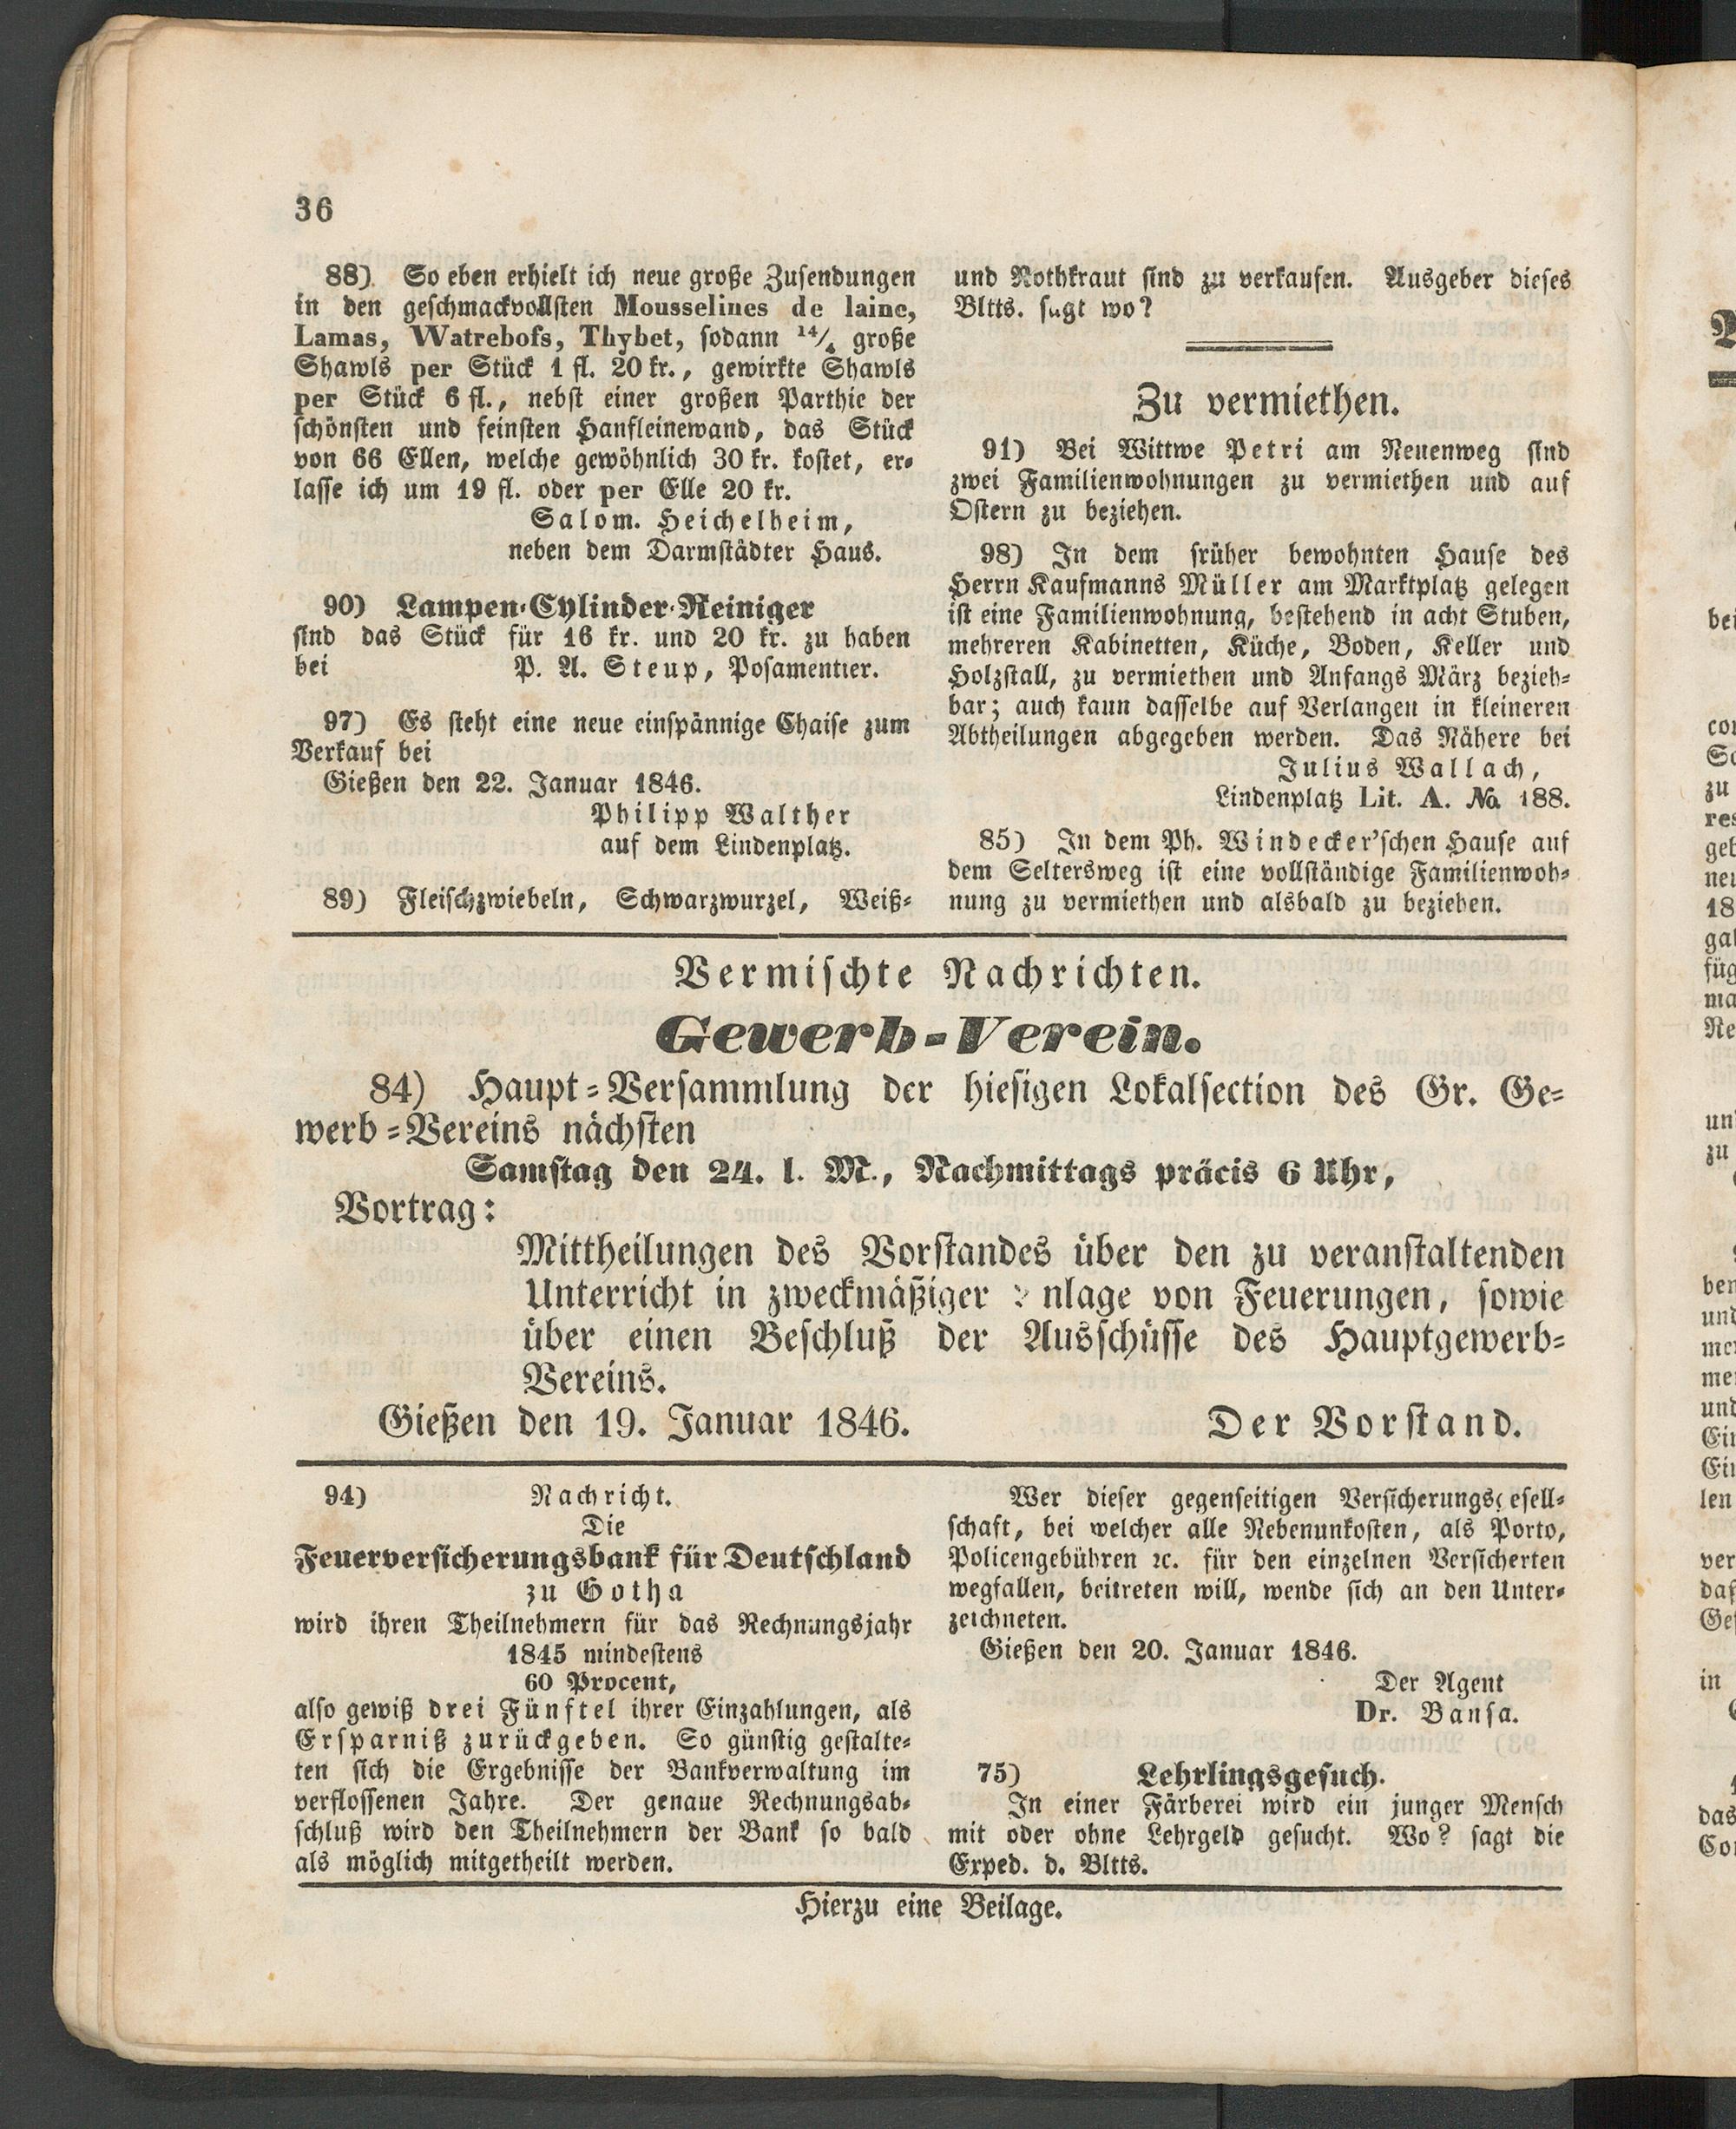 36
88) So eben erhielt ich neue große Zusendungen
in den geschmackvollsten Mousselines de laine,
Lamas, Watrebofs, Thybet, sodann 14/4 große
Shawls per Stück 1 fl. 20 kr., gewirkte Shawls
per Stück 6 fl., nebst einer großen Parthie der
schönsten und feinsten Hanfleinewand, das Stück
von 66 Ellen, welche gewöhnlich 30 kr. kostet, er-
lasse ich um 19 fl. oder per Elle 20 kr.
Salom. Heichelheim,
neben dem Darmstädter Haus.
90) Lampen-Cylinder-Reiniger
sind das Stück für 16 kr. und 20 kr. zu haben
bei P. A. Steup, Posamentier.
97) Es steht eine neue einspännige Chaise zum
Verkauf bei
Gießen den 22. Januar 1846.
Philipp Walther
auf dem Lindenplatz.
89) Fleischzwiebeln, Schwarzwurzel, Weiß-
und Rothkraut sind zu verkaufen. Ausgeber dieses
Bltts. sagt wo?
Zu vermiethen.
91) Bei Wittwe Petri am Neuenweg sind
zwei Familienwohnungen zu vermiethen und auf
Ostern zu beziehen.
98) In dem früher bewohnten Hause des
Herrn Kaufmanns Müller am Marktplatz gelegen
ist eine Familienwohnung, bestehend in acht Stuben,
mehreren Kabinetten, Küche, Boden, Keller und
Holzstall, zu vermiethen und Anfangs März bezieh-
bar; auch kann dasselbe auf Verlangen in kleineren
Abtheilungen abgegeben werden. Das Nähere bei
Julius Wallach,
Lindenplatz Lit. A. No. 188.
85) In dem Ph. Windecker'schen Hause auf
dem Seltersweg ist eine vollständige Familienwoh-
nung zu vermiethen und alsbald zu beziehen.
Vermischte Nachrichten.
Gewerb-Verein.
84) Haupt-Versammlung der hiesigen Lokalsection des Gr. Ge-
werb-Vereins nächsten
Samstag den 24. l. M., Nachmittags präcis 6 Uhr,
Vortrag:
Mittheilungen des Vorstandes über den zu veranstaltenden
Unterricht in zweckmäßiger nlage von Feuerungen, sowie
über einen Beschluß der Ausschüsse des Hauptgewerb-
Vereins.
Gießen den 19. Januar 1846. Der Vorstand.
94) Nachricht.
Die
Feuerversicherungsbank für Deutschland
zu Gotha
wird ihren Theilnehmern für das Rechnungsjahr
1845 mindestens
60 Procent,
also gewiß drei Fünftel ihrer Einzahlungen, als
Ersparniß zurückgeben. So günstig gestalte-
ten sich die Ergebnisse der Bankverwaltung im
verflossenen Jahre. Der genaue Rechnungsab-
schluß wird den Theilnehmern der Bank so bald
als möglich mitgetheilt werden.
Wer dieser gegenseitigen Versicherungsgesell-
schaft, bei welcher alle Nebenunkosten, als Porto,
Policengebühren ꝛc. für den einzelnen Versicherten
wegfallen, beitreten will, wende sich an den Unter-
zeichneten.
Gießen den 20. Januar 1846.
Der Agent
Dr. Bansa.
75) Lehrlingsgesuch.
In einer Färberei wird ein junger Mensch
mit oder ohne Lehrgeld gesucht. Wo? sagt die
Exped. d. Bltts.
Hierzu eine Beilage.